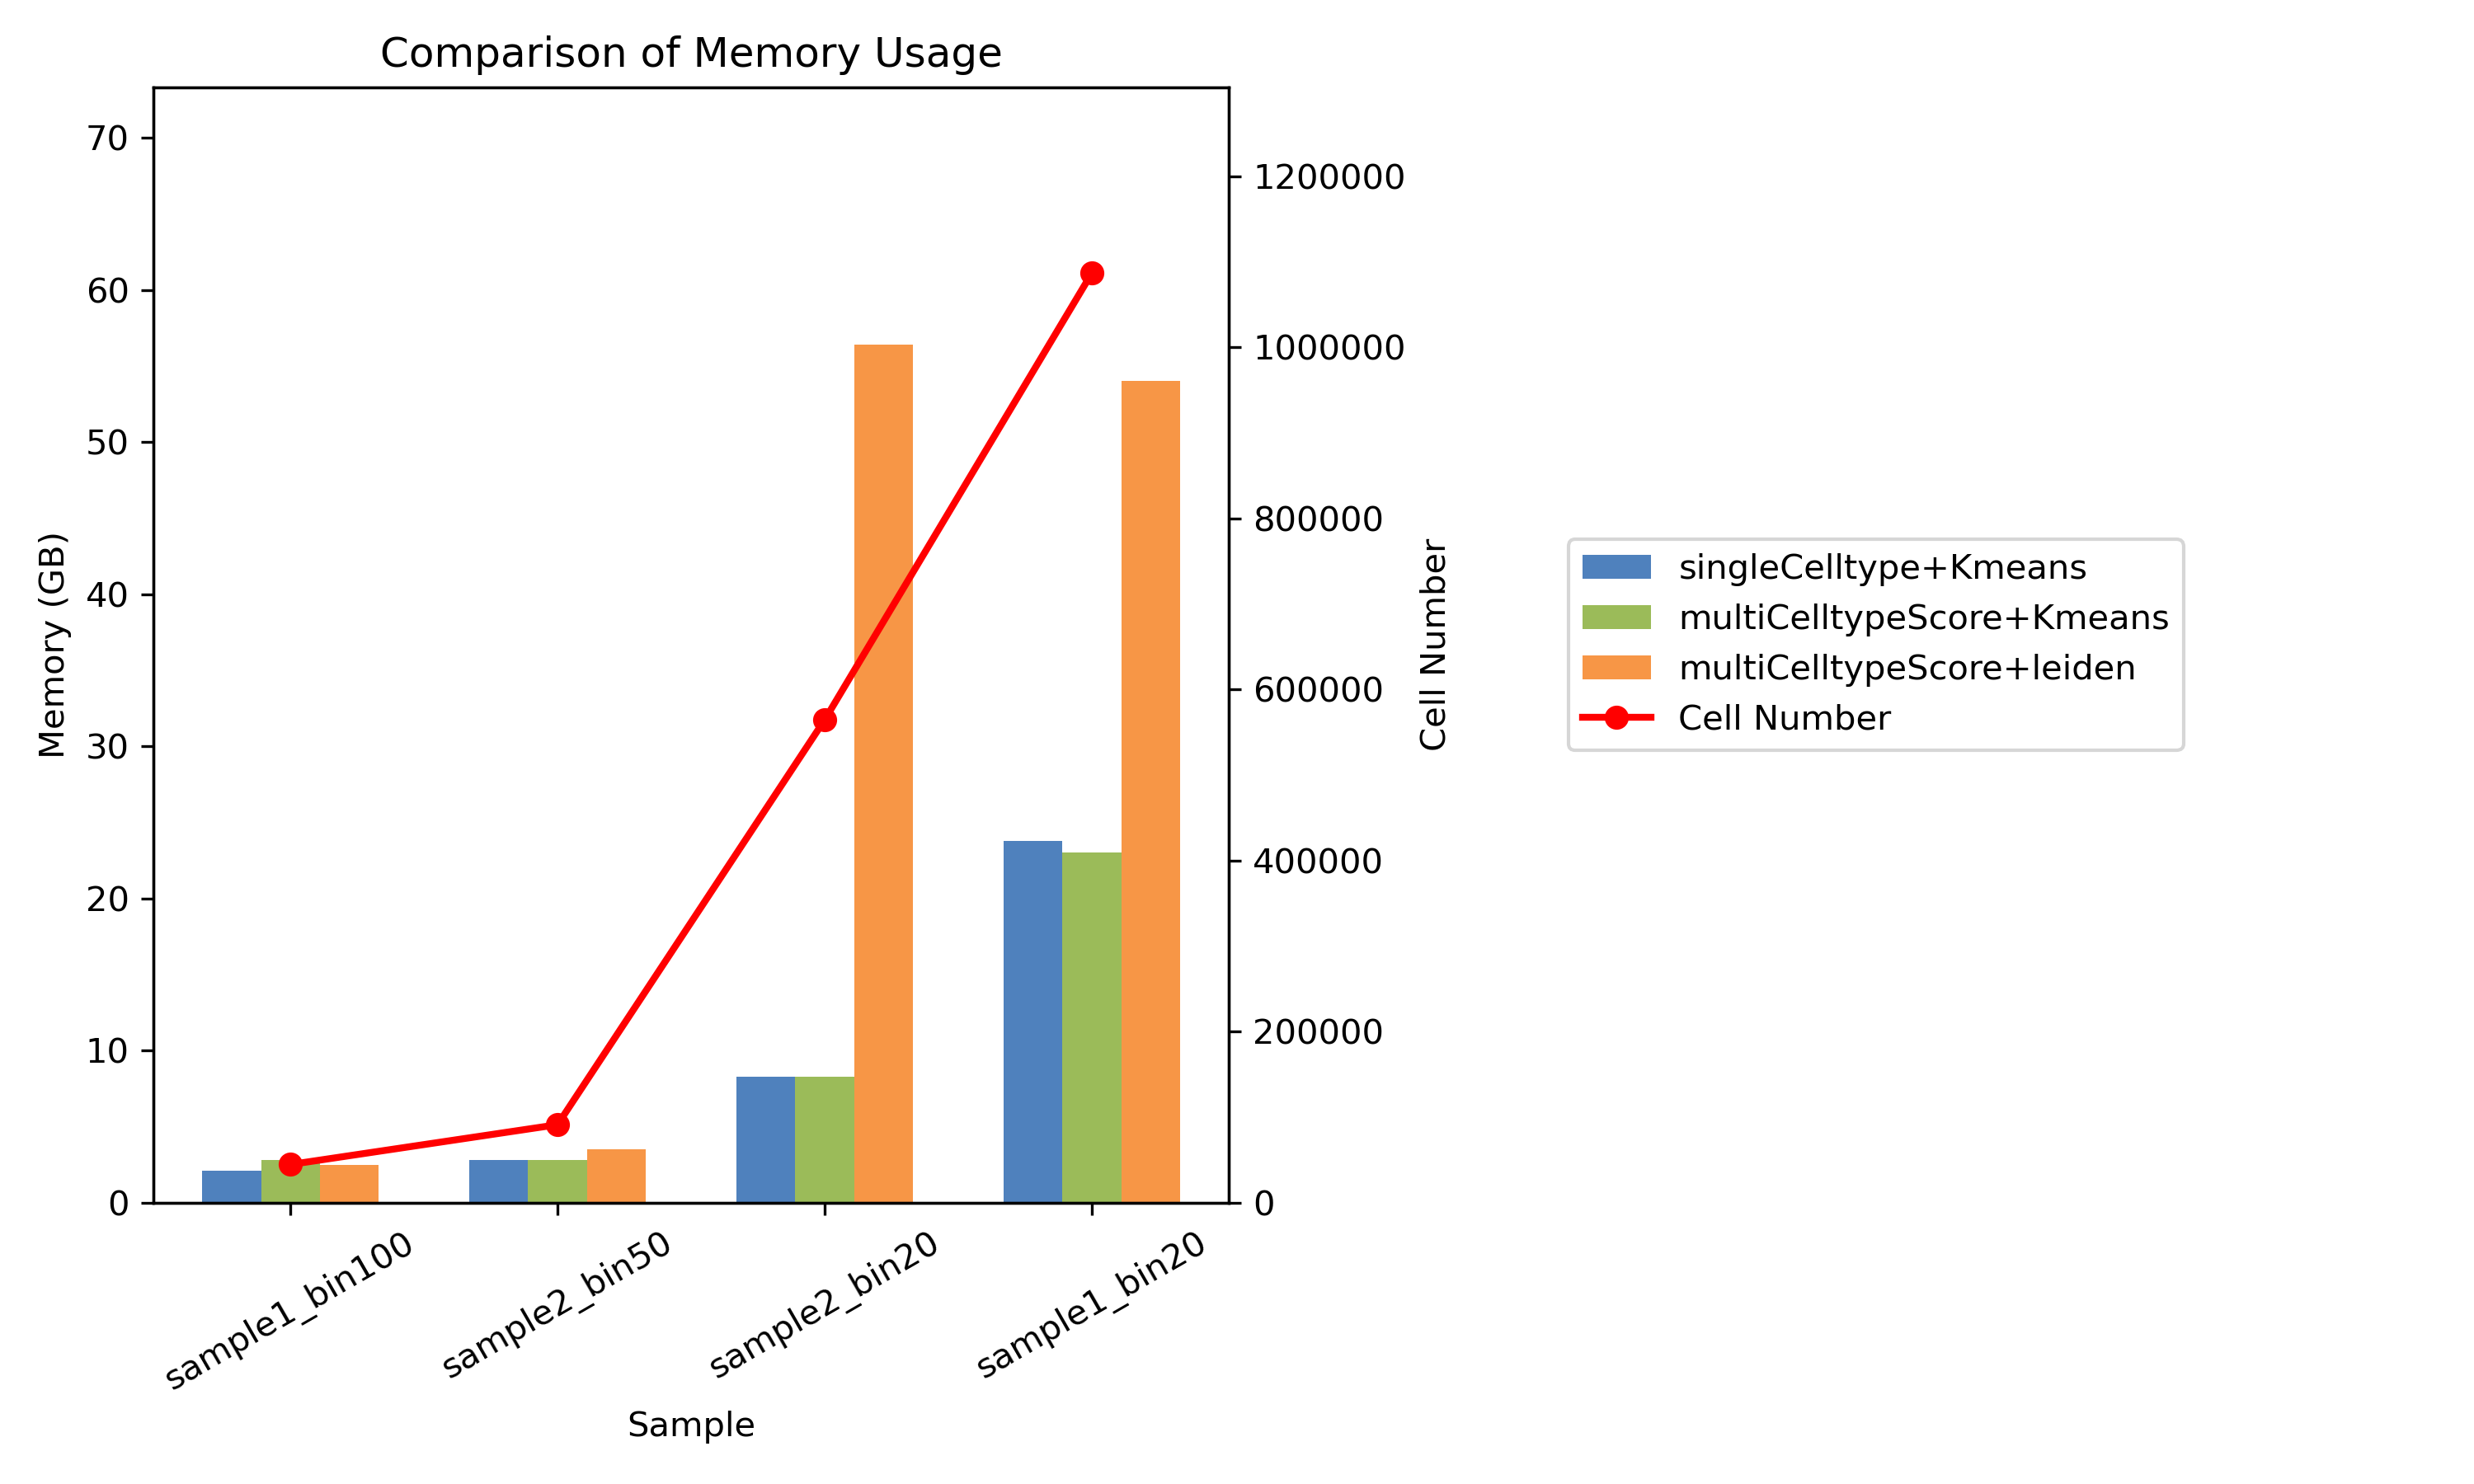 Comparison of Memory Usage
Memory (GB)
70
60
50
40
30
20
10
0
1200000
1000000
800000
600000
400000
200000
0
Cell Number
sample1_bin100
sample2_bin50
sample2_bin20
sample1_bin20
Sample
singleCelltype+Kmeans
multiCelltypeScore+Kmeans
multiCelltypeScore+leiden
Cell Number